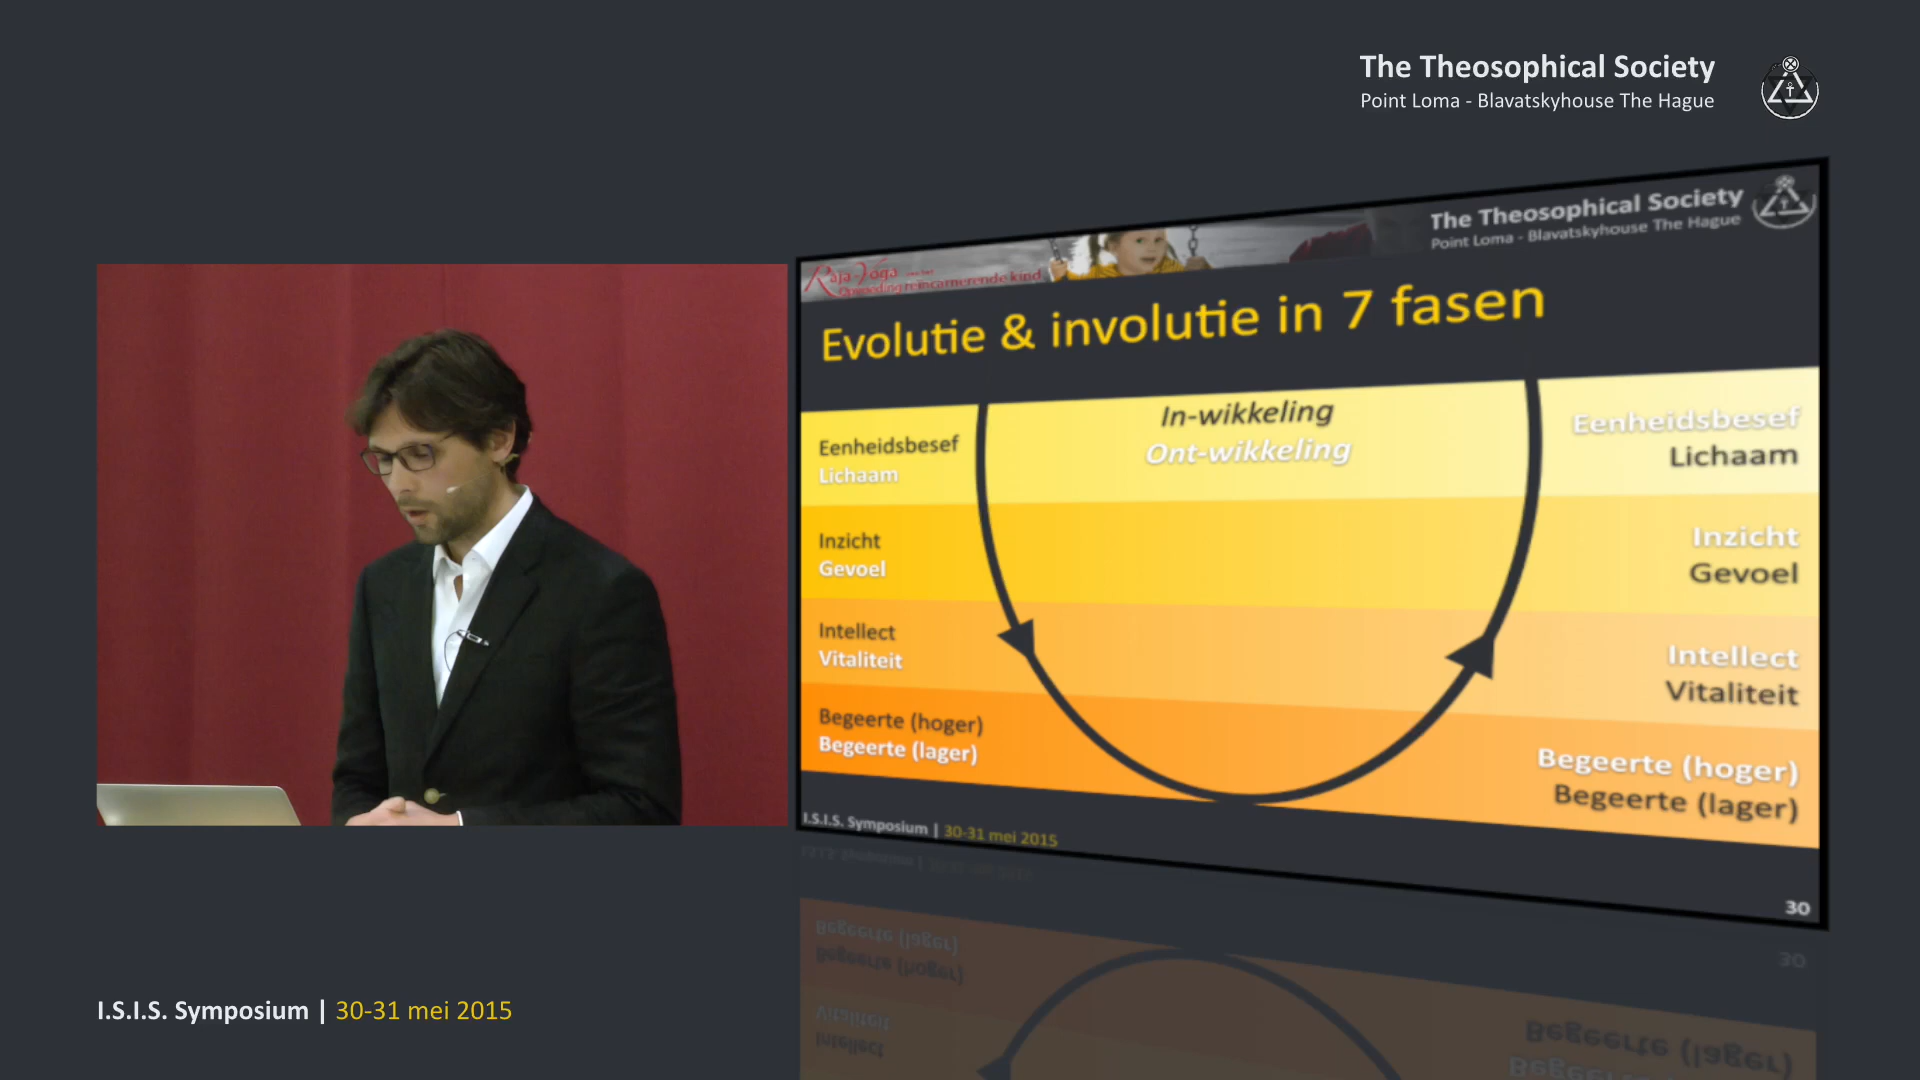 The Theosophical Society
Point Loma - Blavatskyhouse The Hague
The Theosophical Society
Point Loma - Blavatskyhouse The Hague
Raja-Yoga
Opvoeding reincarnerende kind
Evolutie & involutie in 7 fasen
In-wikkeling
Ont-wikkeling
Eenheidsbesef
Lichaam
Eenheidsbesef
Lichaam
Inzicht
Gevoel
Inzicht
Gevoel
Intellect
Vitaliteit
Intellect
Vitaliteit
Begeerte (hoger)
Begeerte (lager)
Begeerte (hoger)
Begeerte (lager)
I.S.I.S. Symposium | 30-31 mei 2015
30
I.S.I.S. Symposium | 30-31 mei 2015